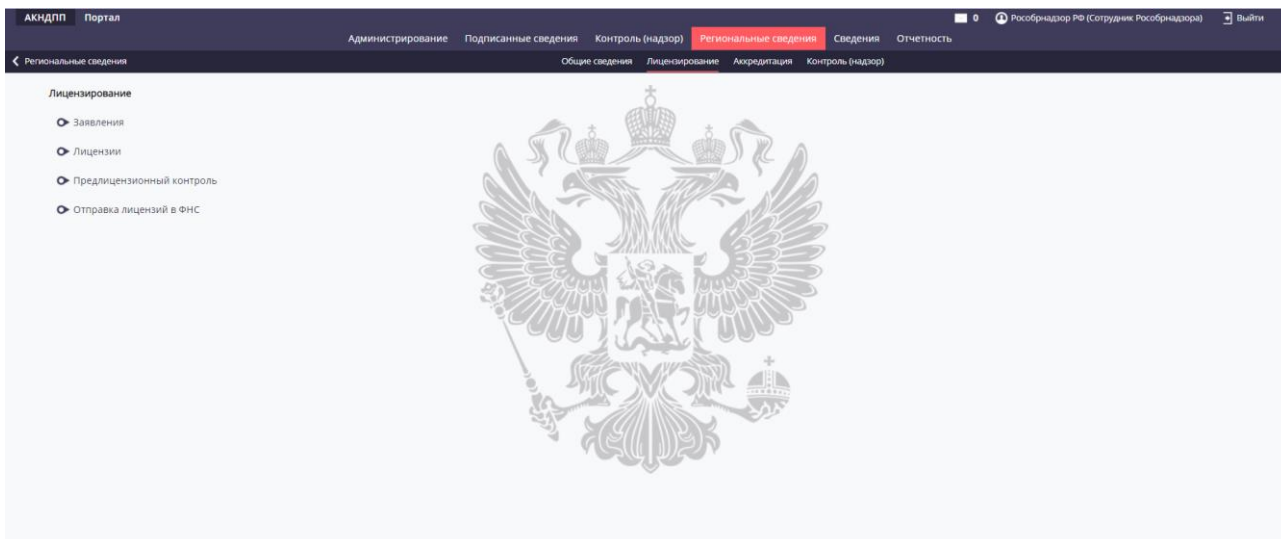 АКНДПП Портал 0 Рособрнадзор РФ (Сотрудник Рособрнадзора) Выйти
Администрирование Подписанные сведения Контроль (надзор) Региональные сведения Сведения Отчетность
Региональные сведения Общие сведения Лицензирование Аккредитация Контроль (надзор)
Лицензирование
Заявления
Лицензии
Предлицензионный контроль
Отправка лицензий в ФНС